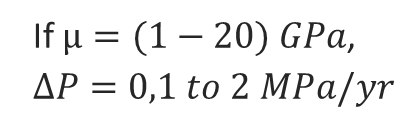 If μ = (1 − 20) GPa,
ΔP = 0,1 to 2 MPa/yr